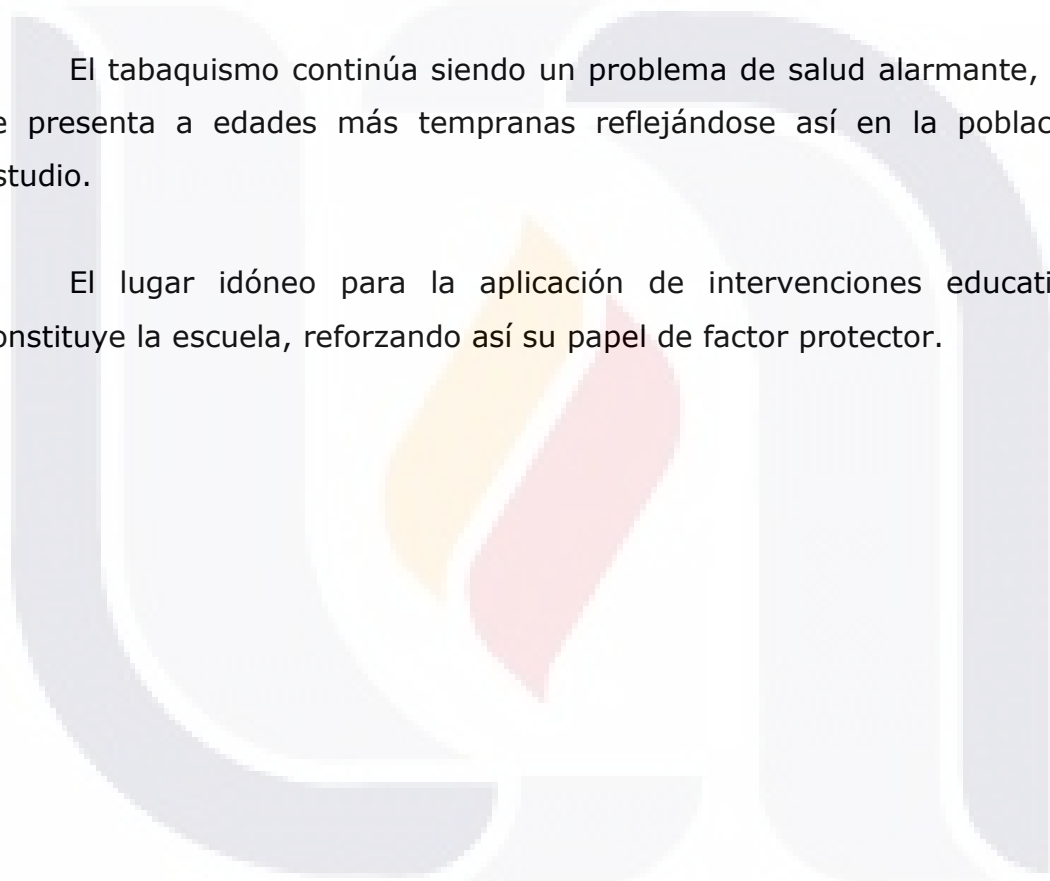 El tabaquismo continúa siendo un problema de salud alarmante,
e presenta a edades más tempranas reflejándose así en la poblac
studio.
El lugar idóneo para la aplicación de intervenciones educati
onstituye la escuela, reforzando así su papel de factor protector.